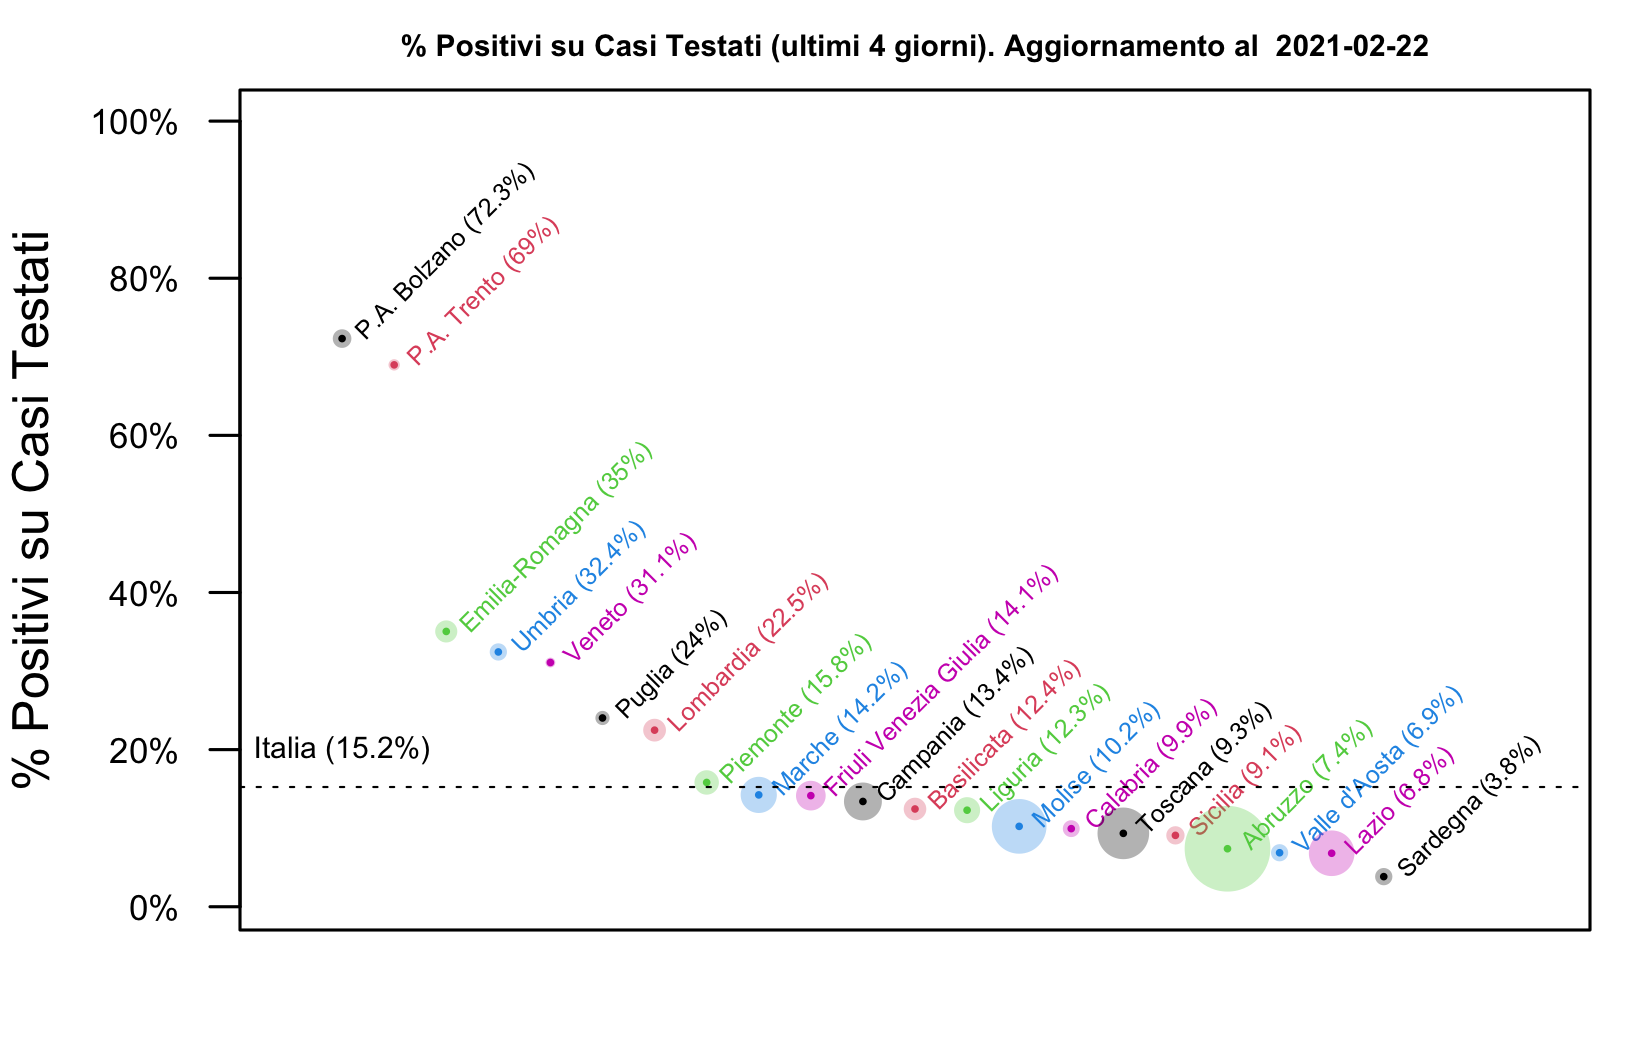 % Positivi su Casi Testati (ultimi 4 giorni). Aggiornamento al  2021-02-22
% Positivi su Casi Testati
100%
80%
60%
40%
20%
0%
Italia (15.2%)
P.A. Bolzano (72.3%)
P.A. Trento (69%)
Emilia-Romagna (35%)
Umbria (32.4%)
Veneto (31.1%)
Puglia (24%)
Lombardia (22.5%)
Piemonte (15.8%)
Marche (14.2%)
Friuli Venezia Giulia (14.1%)
Campania (13.4%)
Basilicata (12.4%)
Liguria (12.3%)
Molise (10.2%)
Calabria (9.9%)
Toscana (9.3%)
Sicilia (9.1%)
Abruzzo (7.4%)
Valle d'Aosta (6.9%)
Lazio (6.8%)
Sardegna (3.8%)